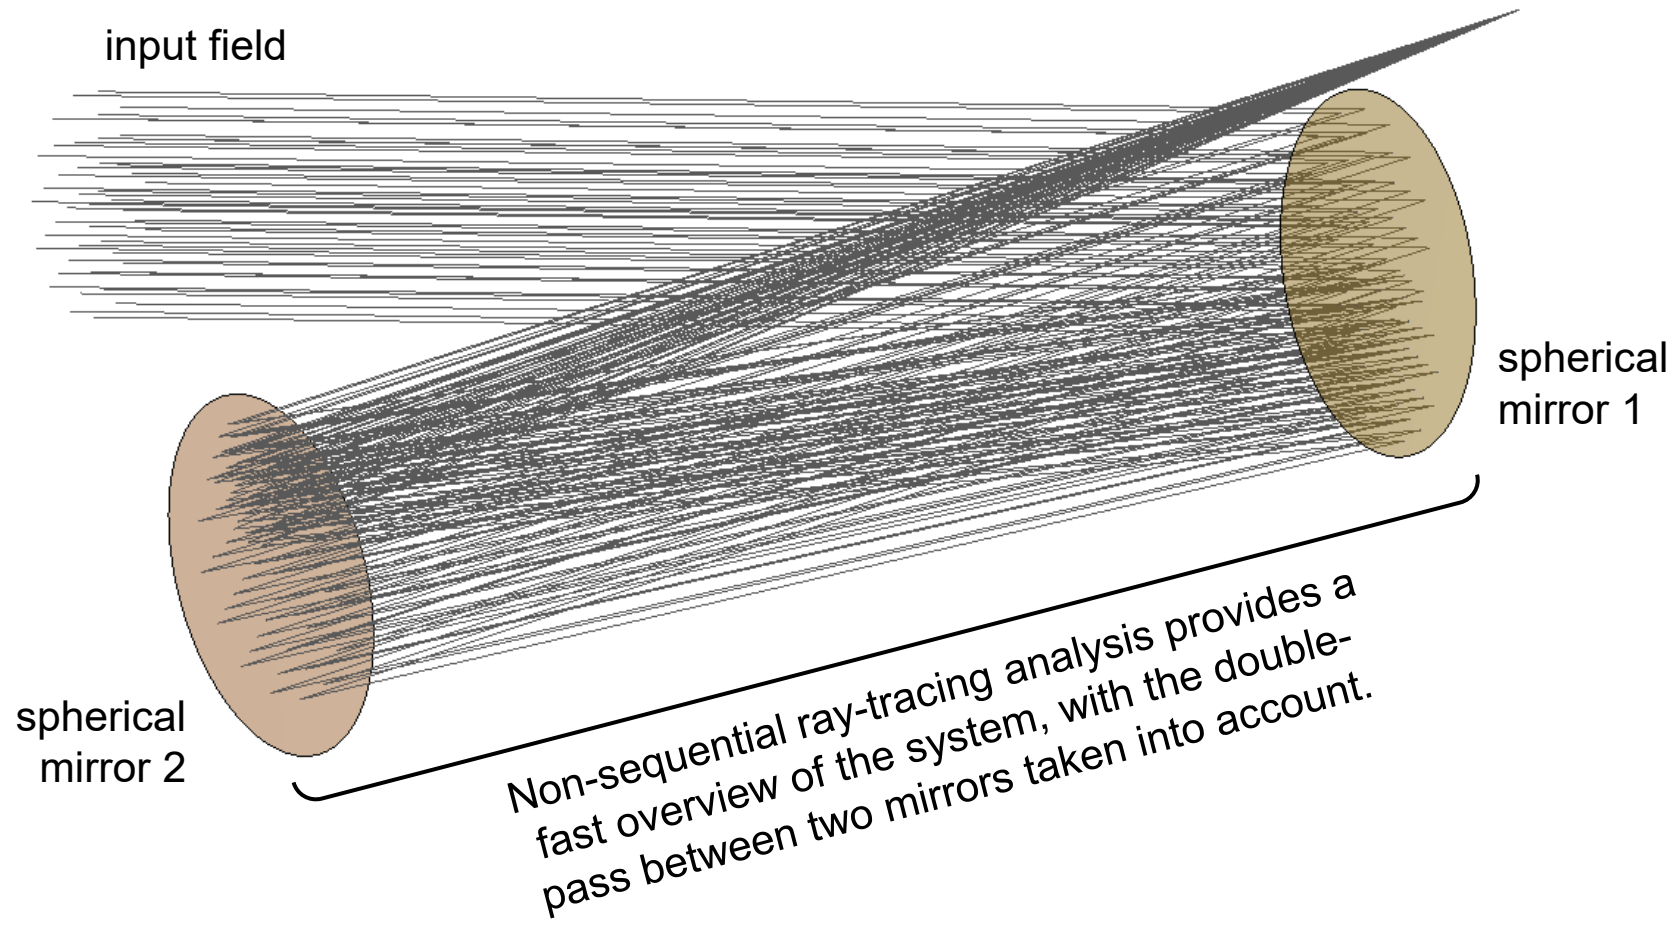 input field
spherical
mirror 1
spherical
mirror 2
Non-sequential ray-tracing analysis provides a
fast overview of the system, with the double-
pass between two mirrors taken into account.